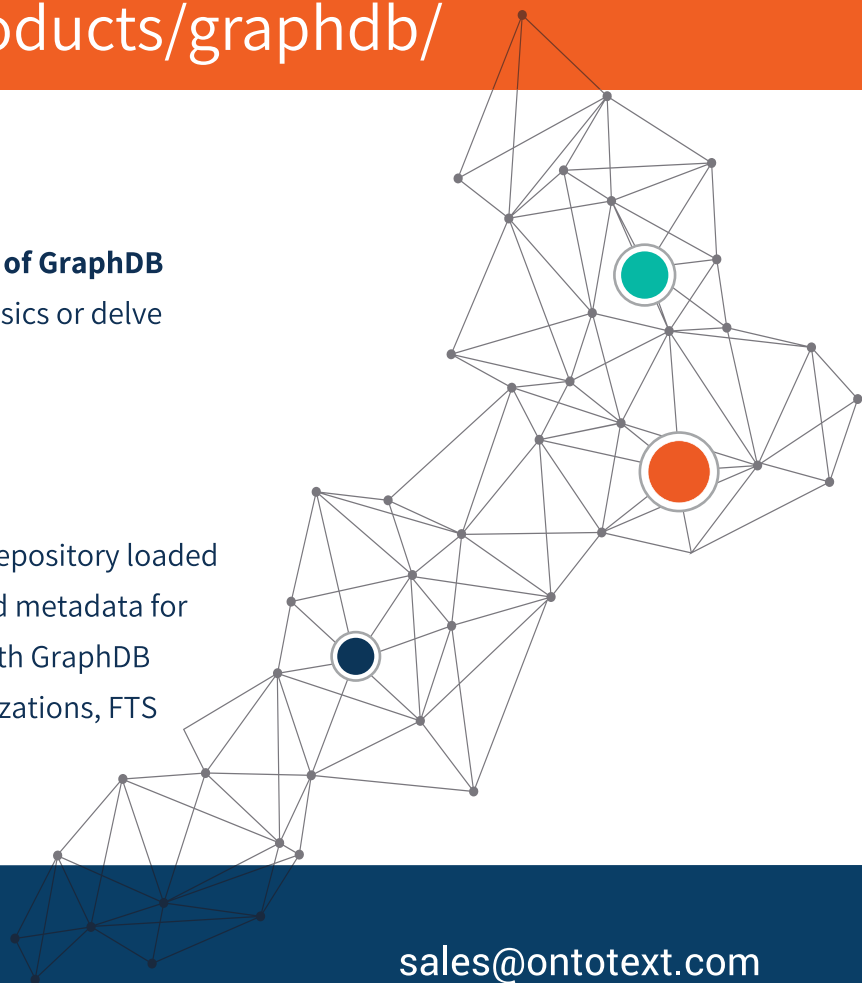 oducts/graphdb/
of GraphDB
sics or delve
epository loaded
d metadata for
th GraphDB
zations, FTS
sales@ontotext.com